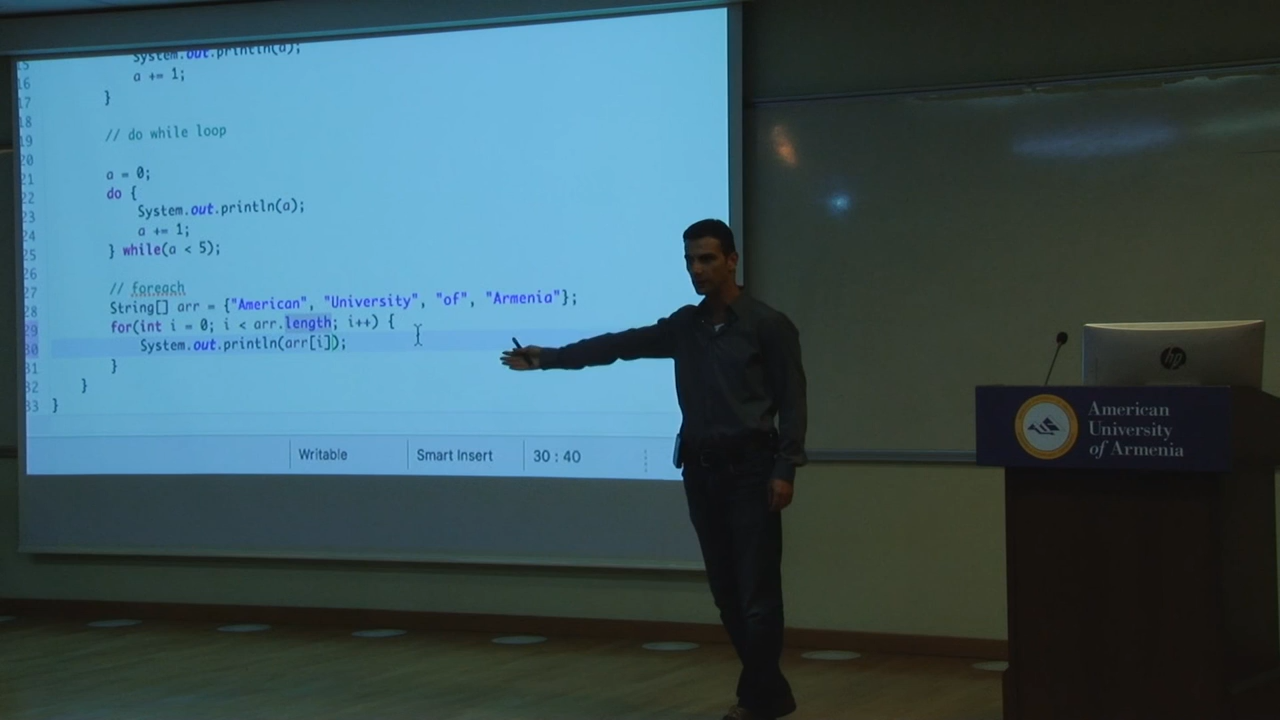 15 System.out.println(a);
16 a += 1;
17 }
18
19 // do while loop
20
21 a = 0;
22 do {
23 System.out.println(a);
24 a += 1;
25 } while(a < 5);
26
27 // foreach
28 String[] arr = {"American", "University", "of", "Armenia"};
29 for(int i = 0; i < arr.length; i++) {
30 System.out.println(arr[i]);
31 }
32 }
33 }
Writable Smart Insert 30:40
hp
American
University
of Armenia